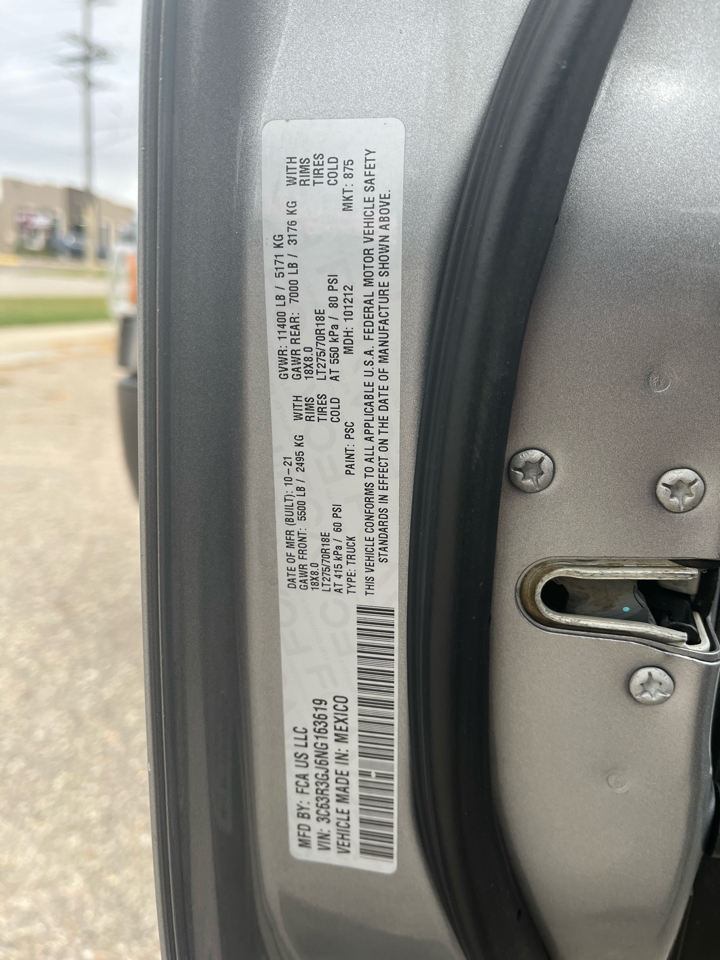 MFD BY: FCA US LLC
VIN: 3C63R3GJ6NG163619
VEHICLE MADE IN: MEXICO
DATE OF MFR (BUILT): 10-21 GVWR: 11400 LB / 5171 KG
GAWR FRONT: 5500 LB / 2495 KG WITH GAWR REAR: 7000 LB / 3176 KG WITH
18X8.0 RIMS 18X8.0 RIMS
LT275/70R18E TIRES LT275/70R18E TIRES
AT 415 kPa / 60 PSI COLD AT 550 kPa / 80 PSI COLD
TYPE: TRUCK PAINT: PSC MDH: 101212 MKT: 875
THIS VEHICLE CONFORMS TO ALL APPLICABLE U.S.A. FEDERAL MOTOR VEHICLE SAFETY
STANDARDS IN EFFECT ON THE DATE OF MANUFACTURE SHOWN ABOVE.